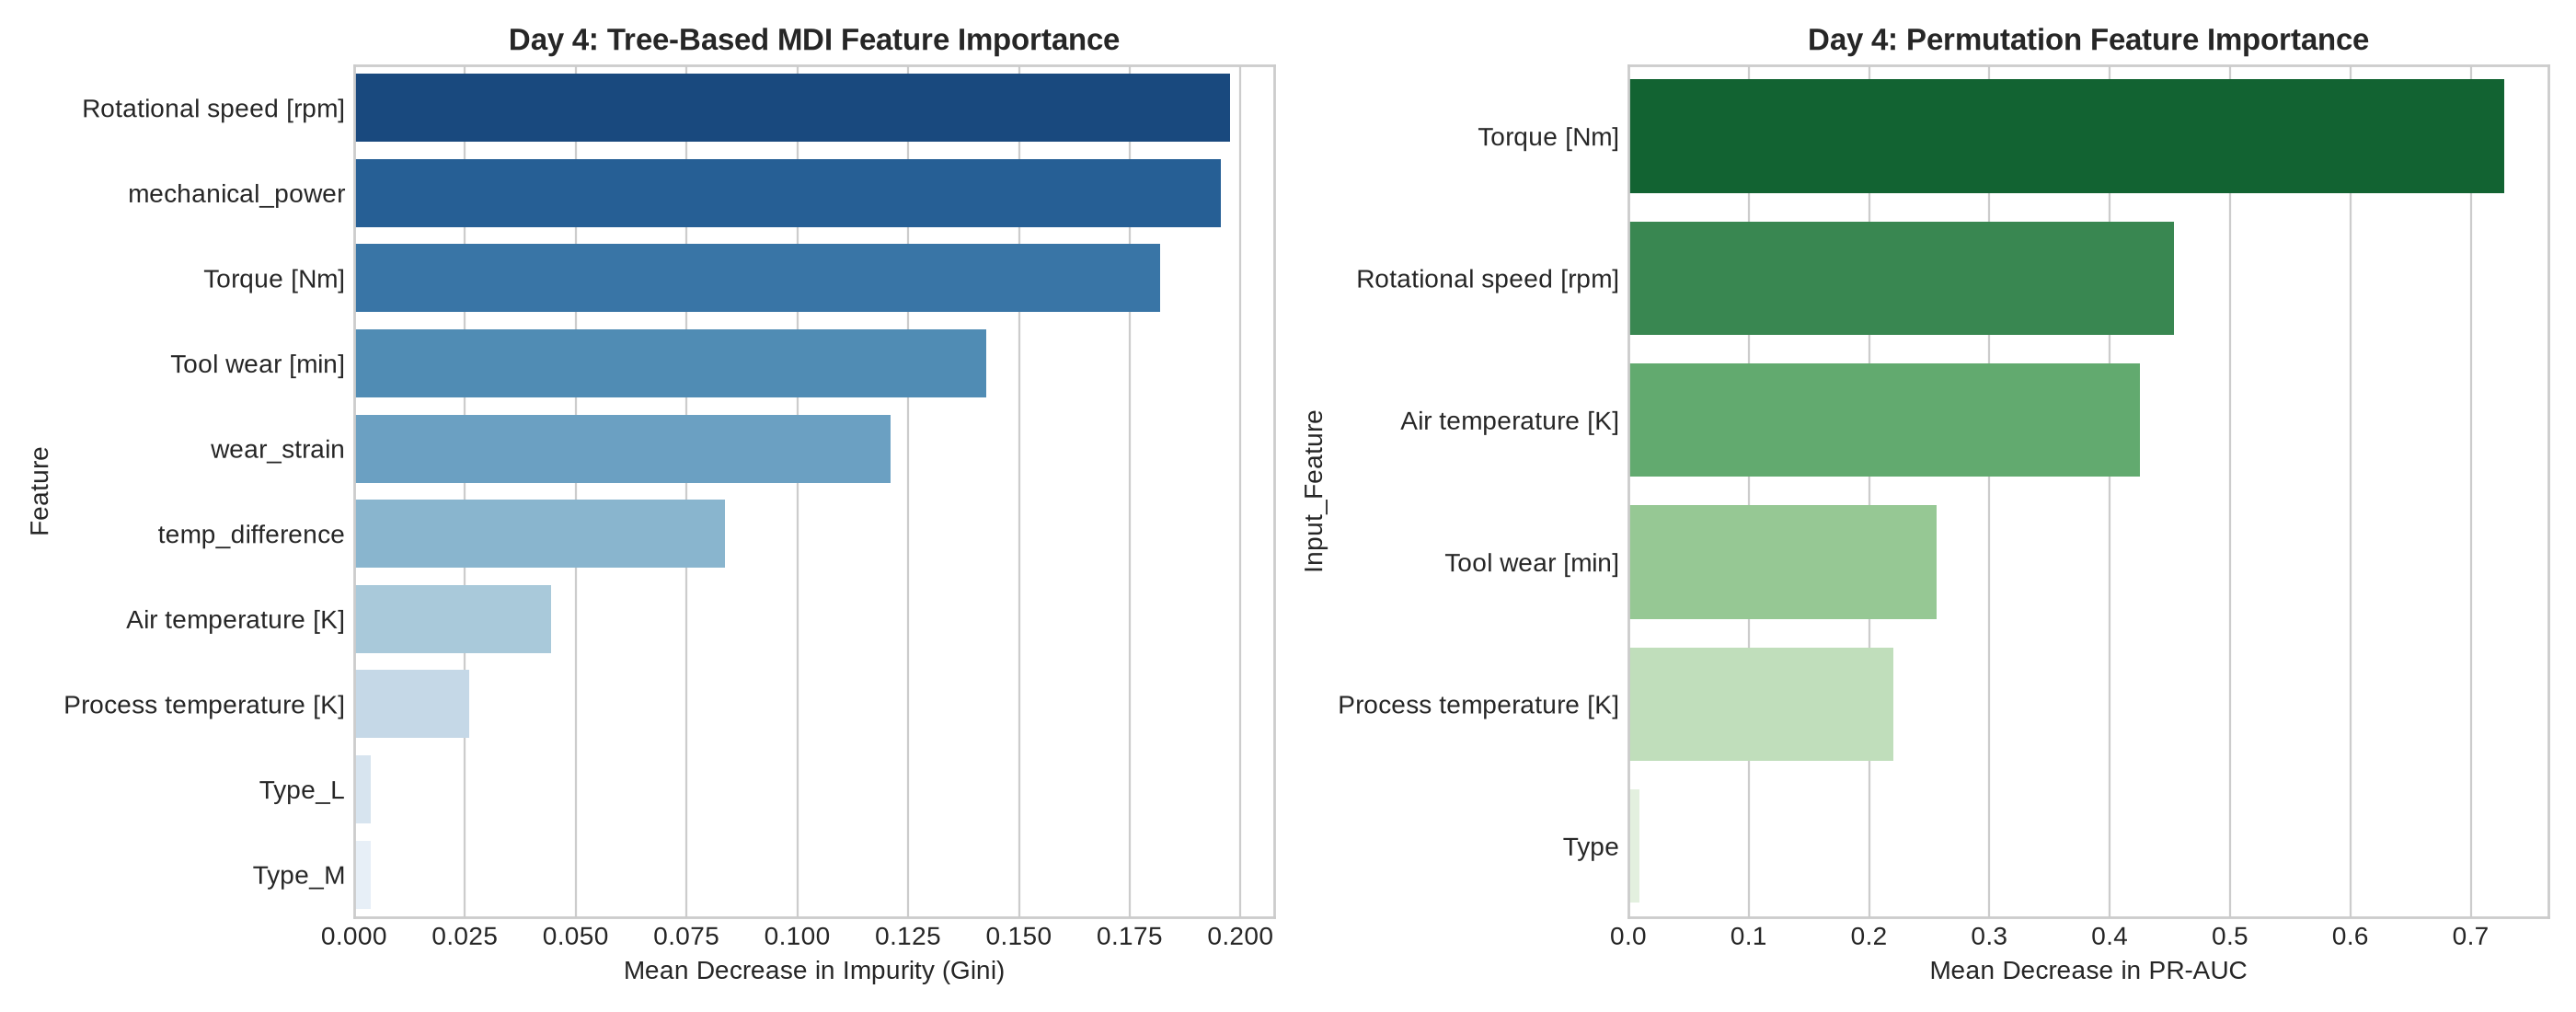 Day 4: Tree-Based MDI Feature Importance
Feature
Rotational speed [rpm]
mechanical_power
Torque [Nm]
Tool wear [min]
wear_strain
temp_difference
Air temperature [K]
Process temperature [K]
Type_L
Type_M
0.000 0.025 0.050 0.075 0.100 0.125 0.150 0.175 0.200
Mean Decrease in Impurity (Gini)
Day 4: Permutation Feature Importance
Input_Feature
Torque [Nm]
Rotational speed [rpm]
Air temperature [K]
Tool wear [min]
Process temperature [K]
Type
0.0 0.1 0.2 0.3 0.4 0.5 0.6 0.7
Mean Decrease in PR-AUC